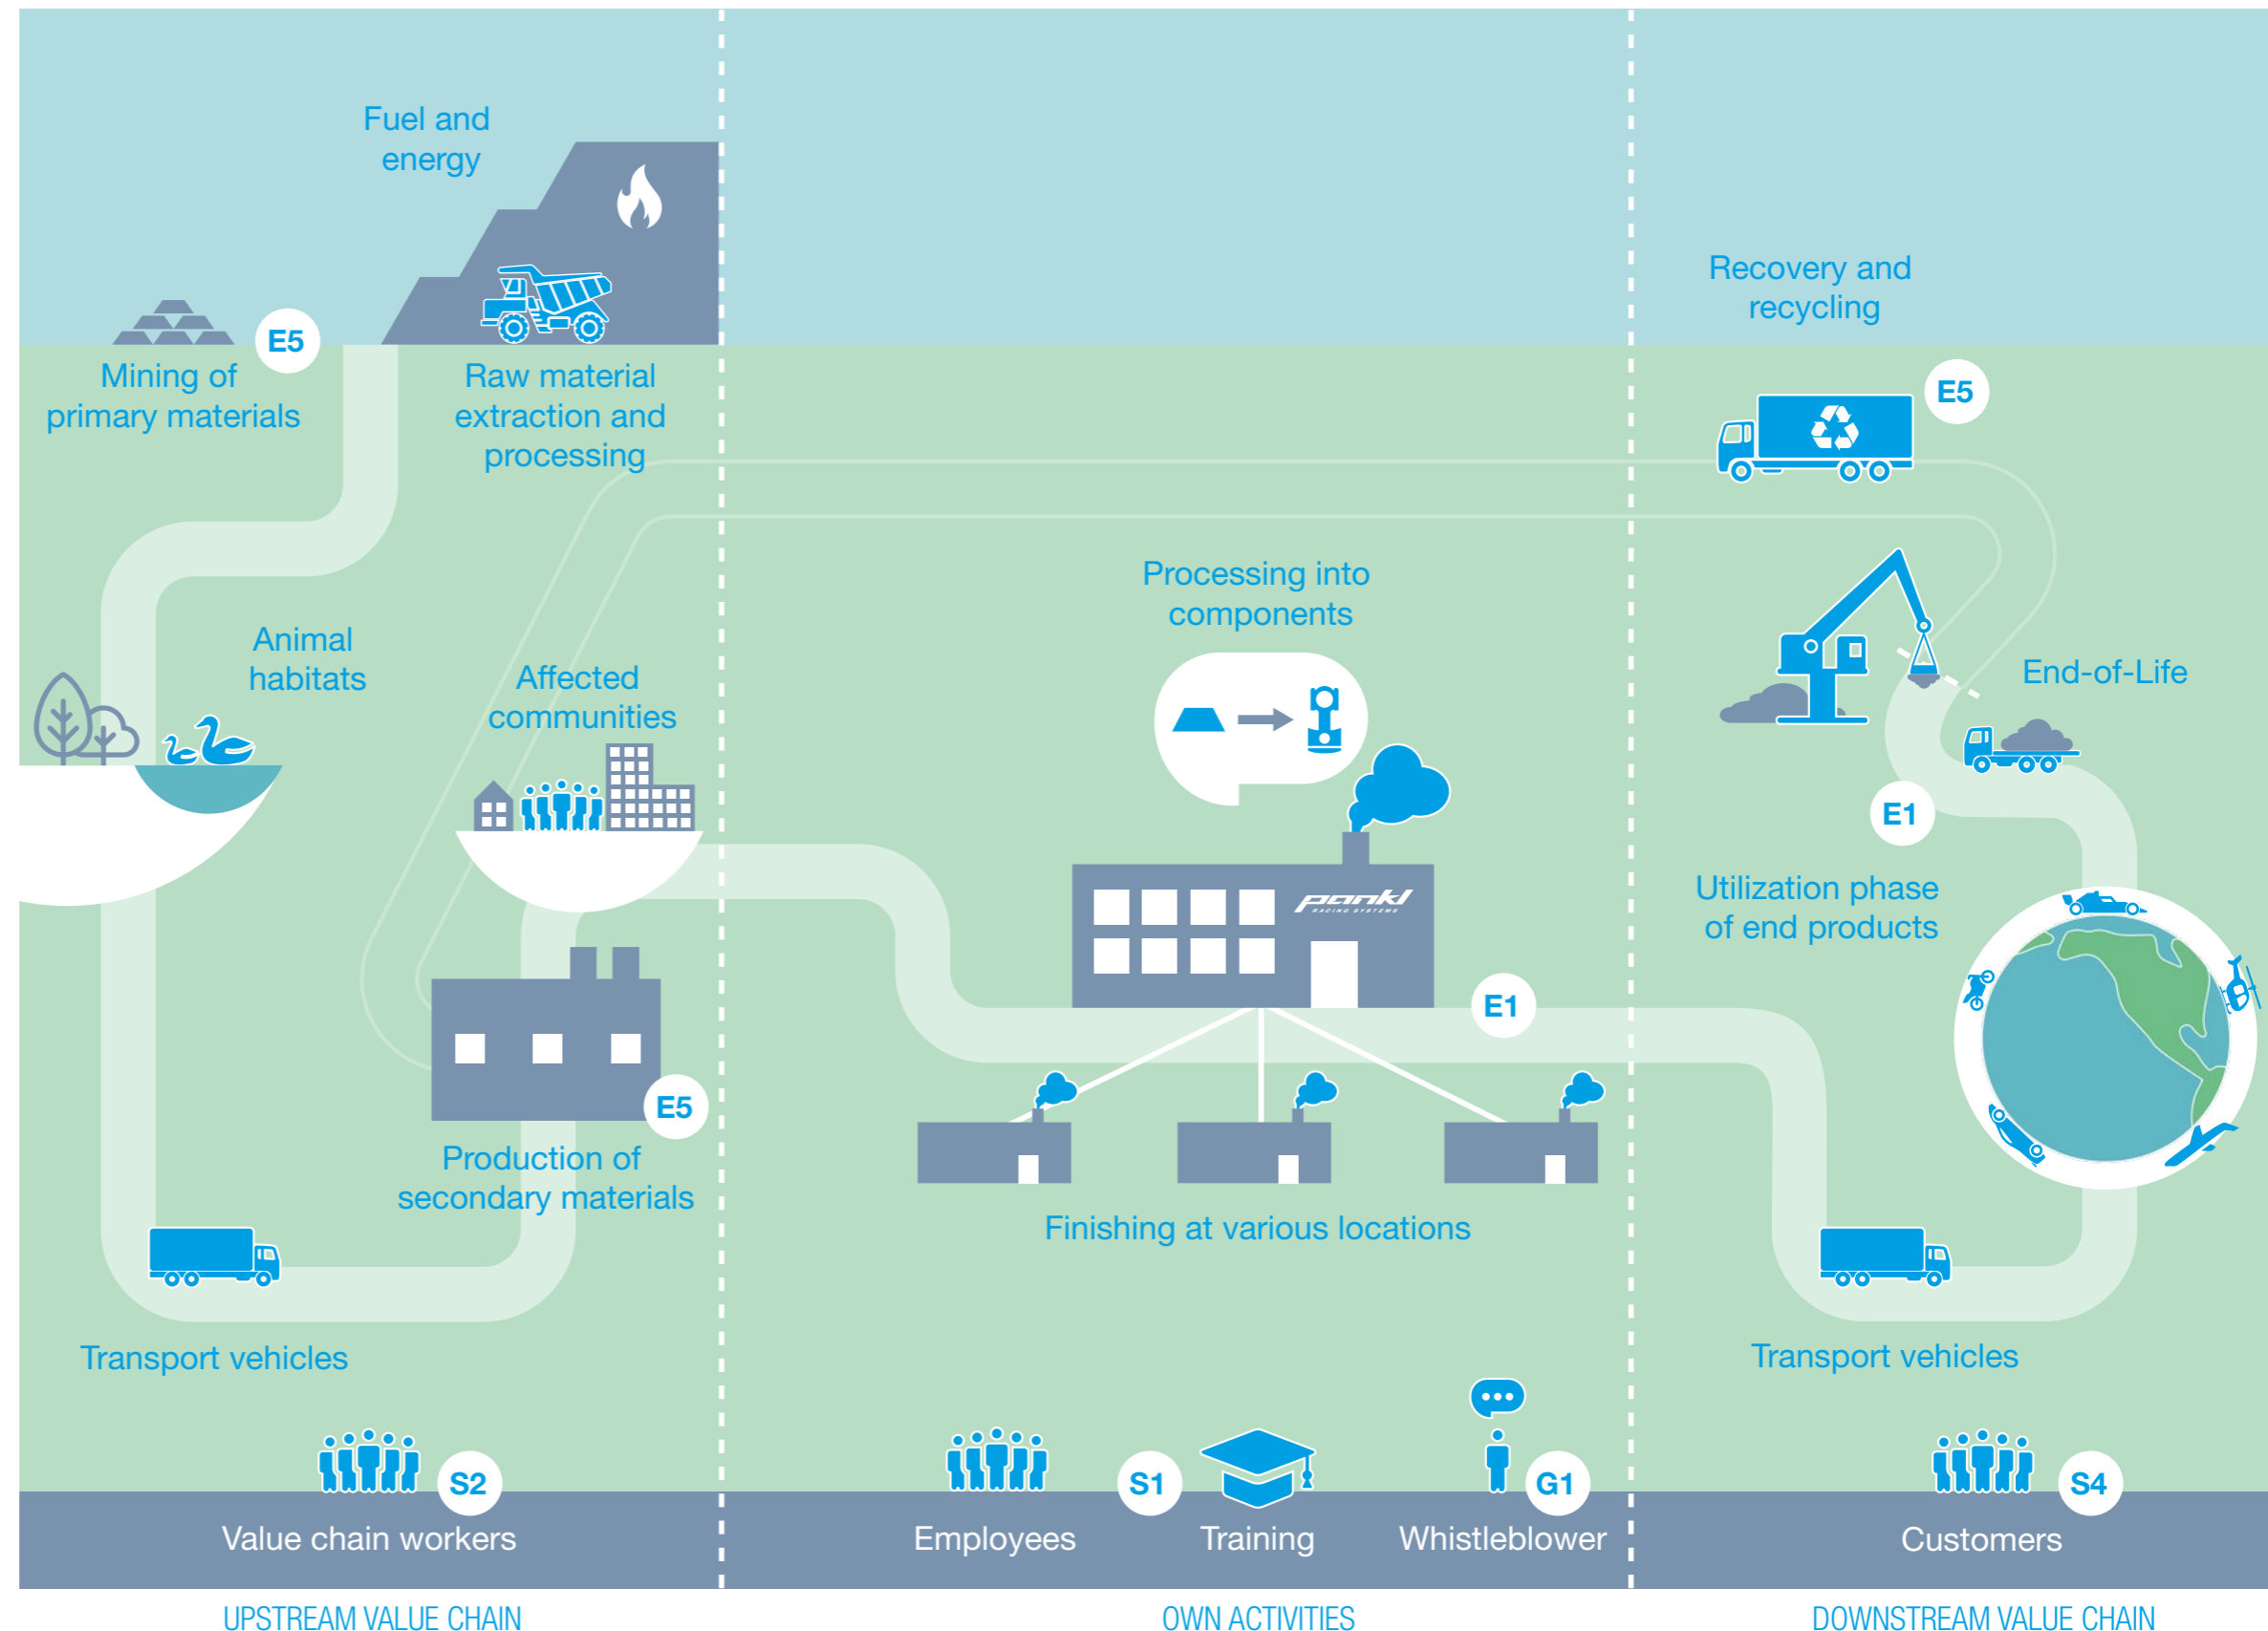 Fuel and
energy
E5
Mining of
primary materials
Raw material
extraction and
processing
Animal
habitats
Affected
communities
E5
Production of
secondary materials
Transport vehicles
S2
Value chain workers
UPSTREAM VALUE CHAIN
Processing into
components
pankl
RACING SYSTEMS
E1
Finishing at various locations
S1
G1
Employees
Training
Whistleblower
OWN ACTIVITIES
Recovery and
recycling
E5
End-of-Life
E1
Utilization phase
of end products
Transport vehicles
S4
Customers
DOWNSTREAM VALUE CHAIN